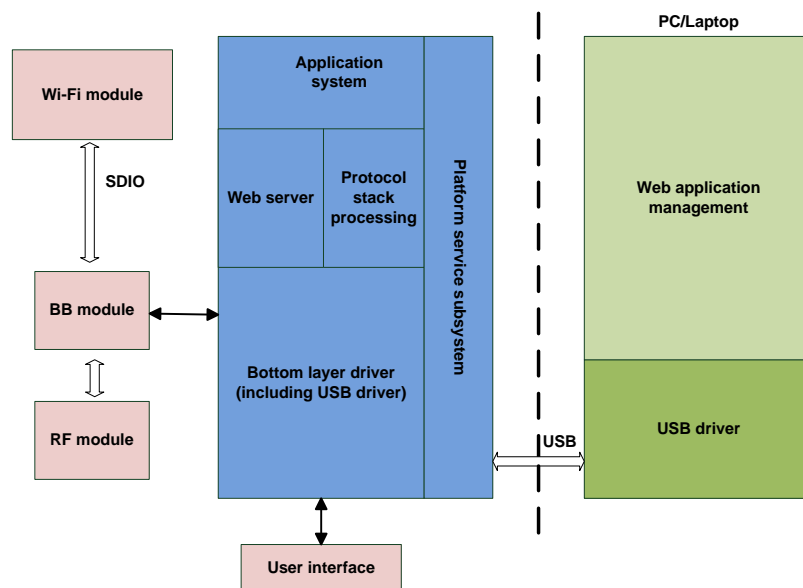 PC/Laptop
Wi-Fi module
SDIO
BB module
RF module
Application
system
Web server
Protocol
stack
processing
Platform service subsystem
Bottom layer driver
(including USB driver)
User interface
USB
Web application
management
USB driver